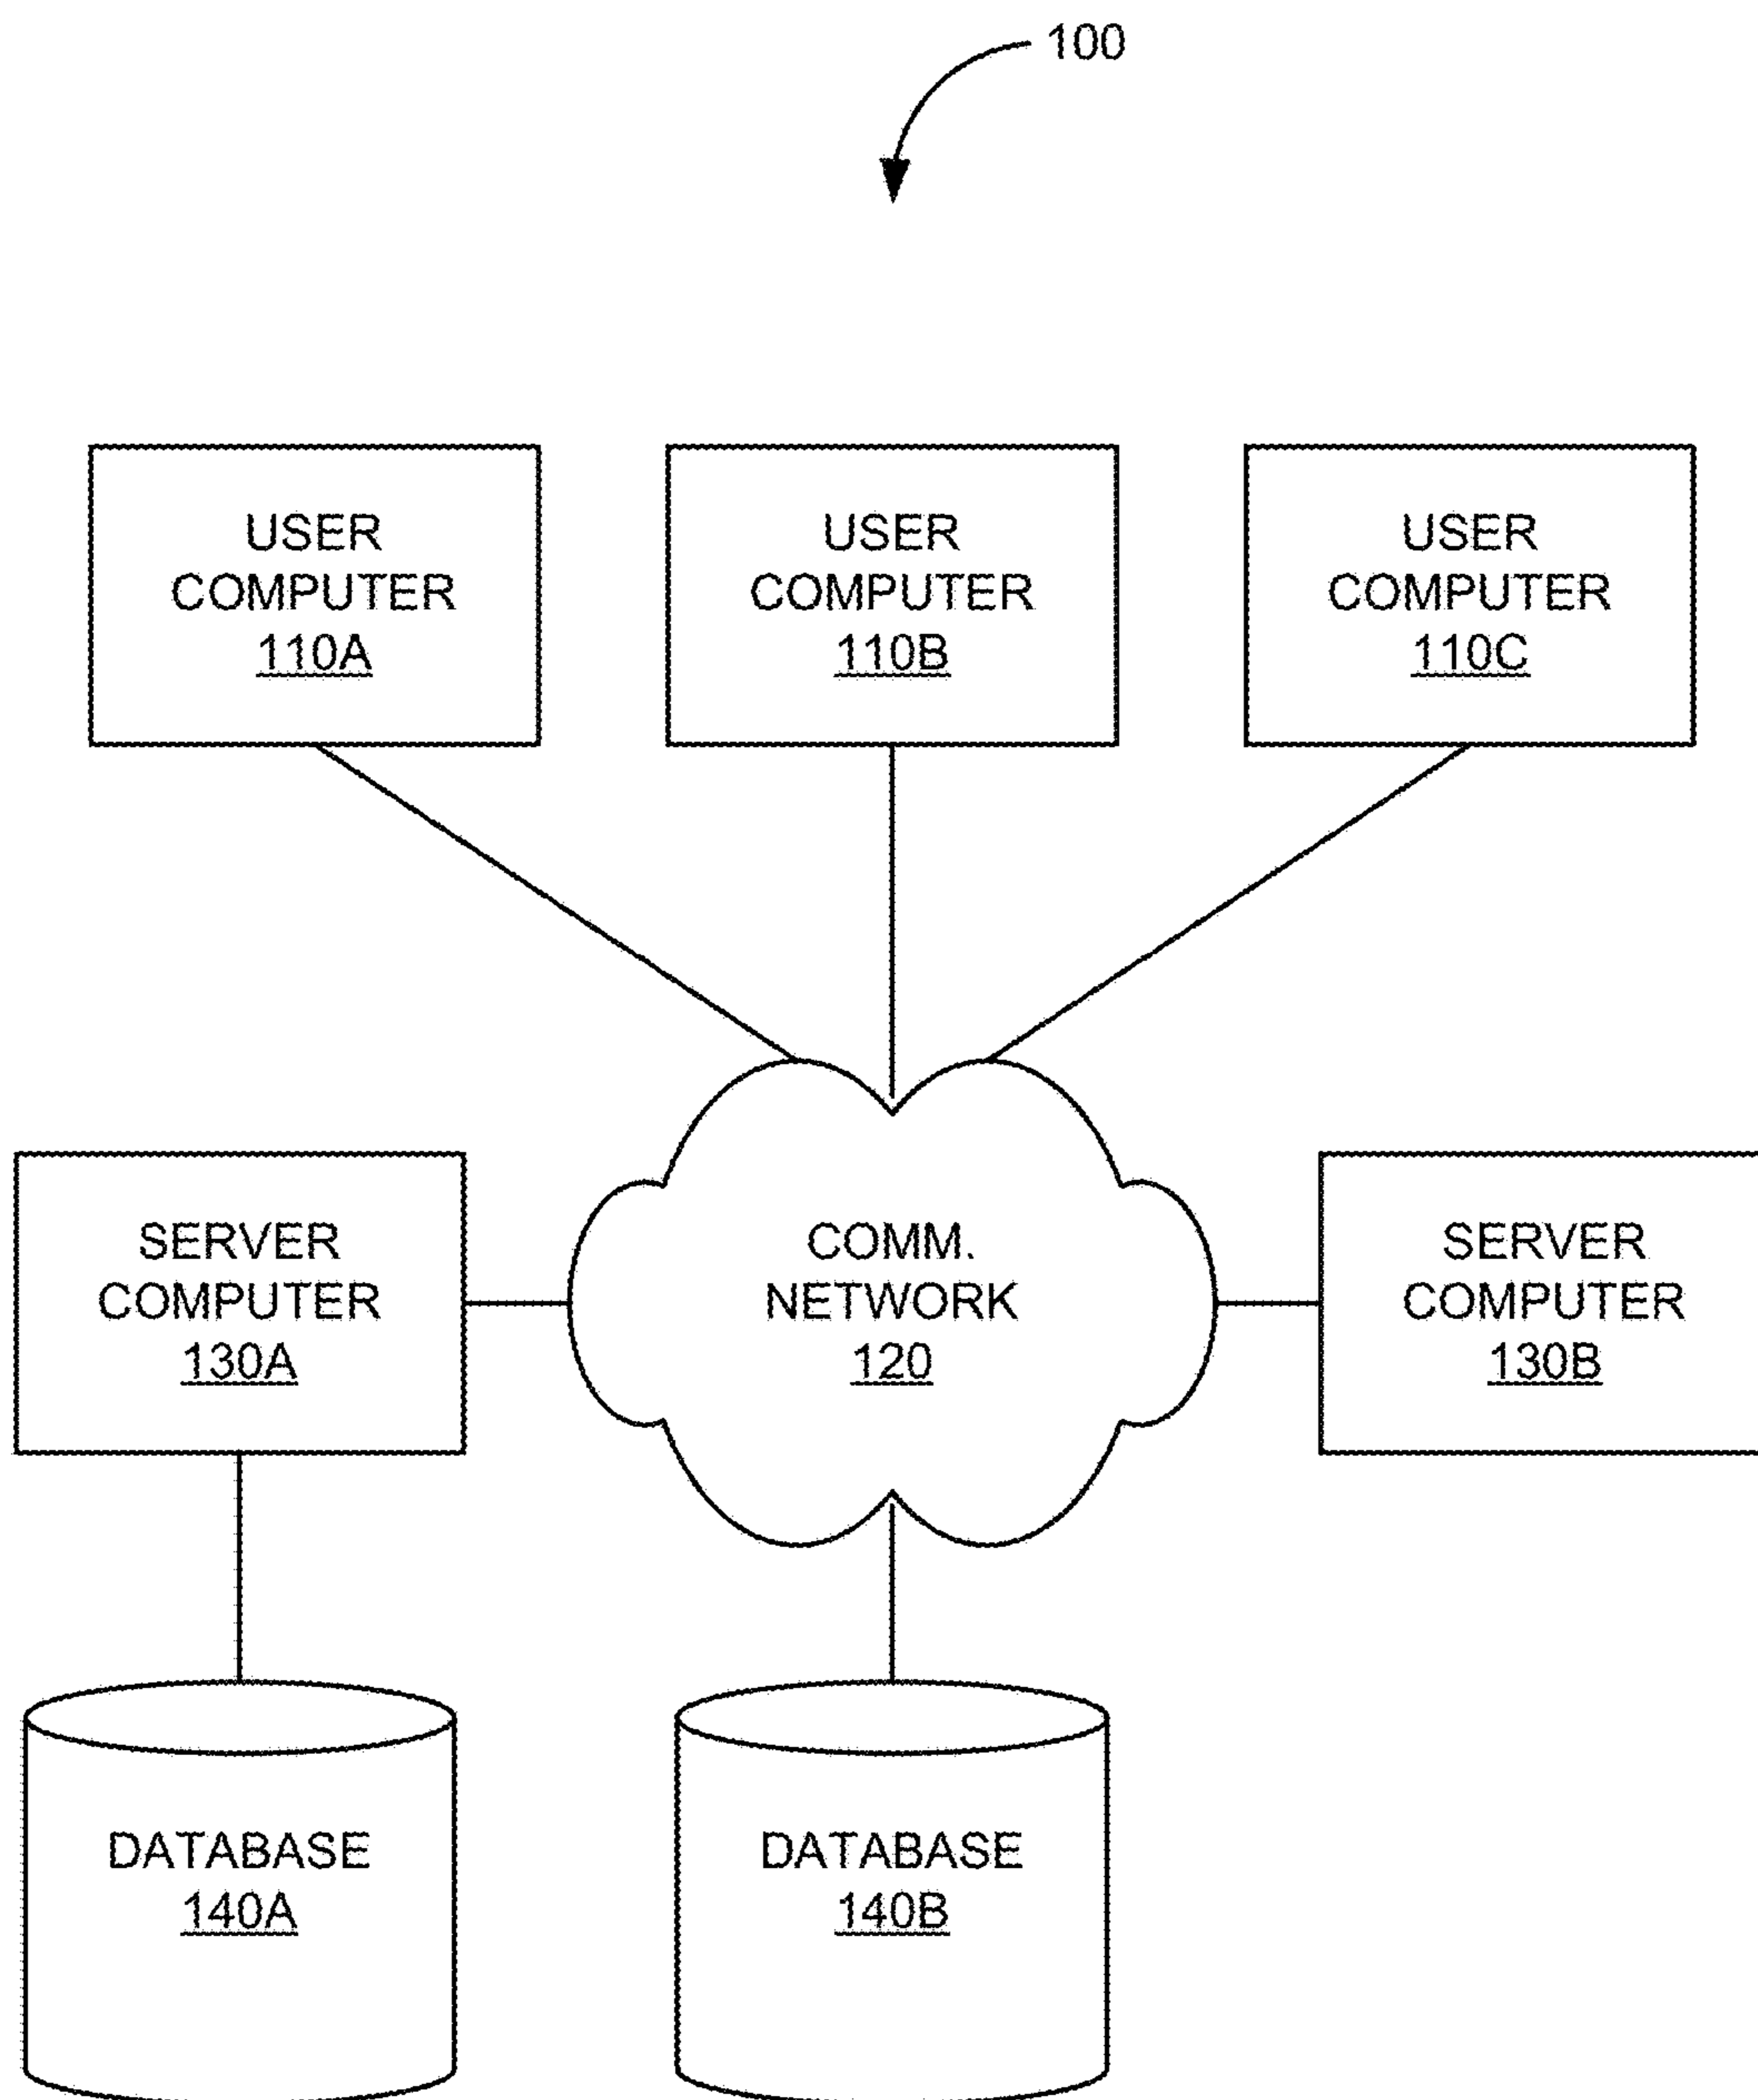 100
USER
COMPUTER
110A
USER
COMPUTER
110B
USER
COMPUTER
110C
SERVER
COMPUTER
130A
COMM.
NETWORK
120
SERVER
COMPUTER
130B
DATABASE
140A
DATABASE
140B